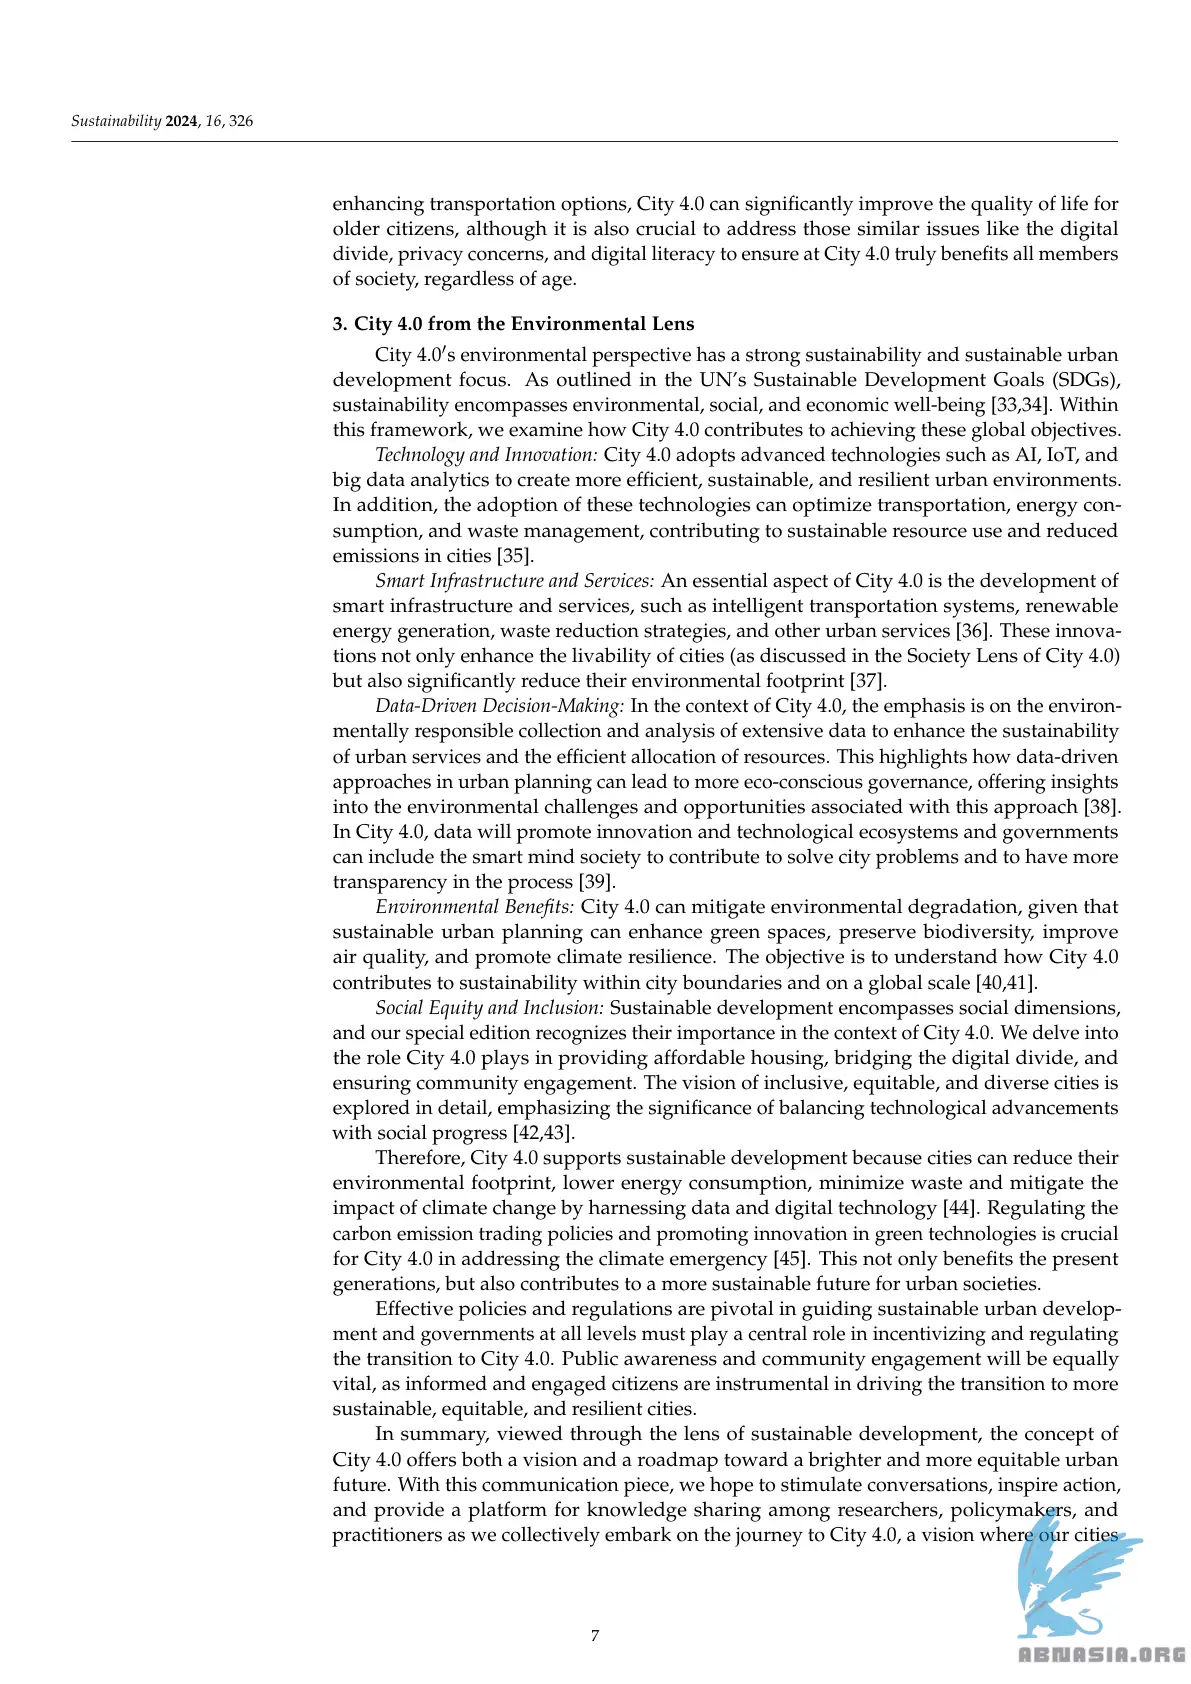 Sustainability 2024, 16, 326
enhancing transportation options, City 4.0 can significantly improve the quality of life for
older citizens, although it is also crucial to address those similar issues like the digital
divide, privacy concerns, and digital literacy to ensure at City 4.0 truly benefits all members
of society, regardless of age.
3. City 4.0 from the Environmental Lens
City 4.0′s environmental perspective has a strong sustainability and sustainable urban
development focus. As outlined in the UN's Sustainable Development Goals (SDGs),
sustainability encompasses environmental, social, and economic well-being [33,34]. Within
this framework, we examine how City 4.0 contributes to achieving these global objectives.
Technology and Innovation: City 4.0 adopts advanced technologies such as AI, IoT, and
big data analytics to create more efficient, sustainable, and resilient urban environments.
In addition, the adoption of these technologies can optimize transportation, energy con-
sumption, and waste management, contributing to sustainable resource use and reduced
emissions in cities [35].
Smart Infrastructure and Services: An essential aspect of City 4.0 is the development of
smart infrastructure and services, such as intelligent transportation systems, renewable
energy generation, waste reduction strategies, and other urban services [36]. These innova-
tions not only enhance the livability of cities (as discussed in the Society Lens of City 4.0)
but also significantly reduce their environmental footprint [37].
Data-Driven Decision-Making: In the context of City 4.0, the emphasis is on the environ-
mentally responsible collection and analysis of extensive data to enhance the sustainability
of urban services and the efficient allocation of resources. This highlights how data-driven
approaches in urban planning can lead to more eco-conscious governance, offering insights
into the environmental challenges and opportunities associated with this approach [38].
In City 4.0, data will promote innovation and technological ecosystems and governments
can include the smart mind society to contribute to solve city problems and to have more
transparency in the process [39].
Environmental Benefits: City 4.0 can mitigate environmental degradation, given that
sustainable urban planning can enhance green spaces, preserve biodiversity, improve
air quality, and promote climate resilience. The objective is to understand how City 4.0
contributes to sustainability within city boundaries and on a global scale [40,41].
Social Equity and Inclusion: Sustainable development encompasses social dimensions,
and our special edition recognizes their importance in the context of City 4.0. We delve into
the role City 4.0 plays in providing affordable housing, bridging the digital divide, and
ensuring community engagement. The vision of inclusive, equitable, and diverse cities is
explored in detail, emphasizing the significance of balancing technological advancements
with social progress [42,43].
Therefore, City 4.0 supports sustainable development because cities can reduce their
environmental footprint, lower energy consumption, minimize waste and mitigate the
impact of climate change by harnessing data and digital technology [44]. Regulating the
carbon emission trading policies and promoting innovation in green technologies is crucial
for City 4.0 in addressing the climate emergency [45]. This not only benefits the present
generations, but also contributes to a more sustainable future for urban societies.
Effective policies and regulations are pivotal in guiding sustainable urban develop-
ment and governments at all levels must play a central role in incentivizing and regulating
the transition to City 4.0. Public awareness and community engagement will be equally
vital, as informed and engaged citizens are instrumental in driving the transition to more
sustainable, equitable, and resilient cities.
In summary, viewed through the lens of sustainable development, the concept of
City 4.0 offers both a vision and a roadmap toward a brighter and more equitable urban
future. With this communication piece, we hope to stimulate conversations, inspire action,
and provide a platform for knowledge sharing among researchers, policymakers, and
practitioners as we collectively embark on the journey to City 4.0, a vision where our cities
7
ABNASIA.ORG